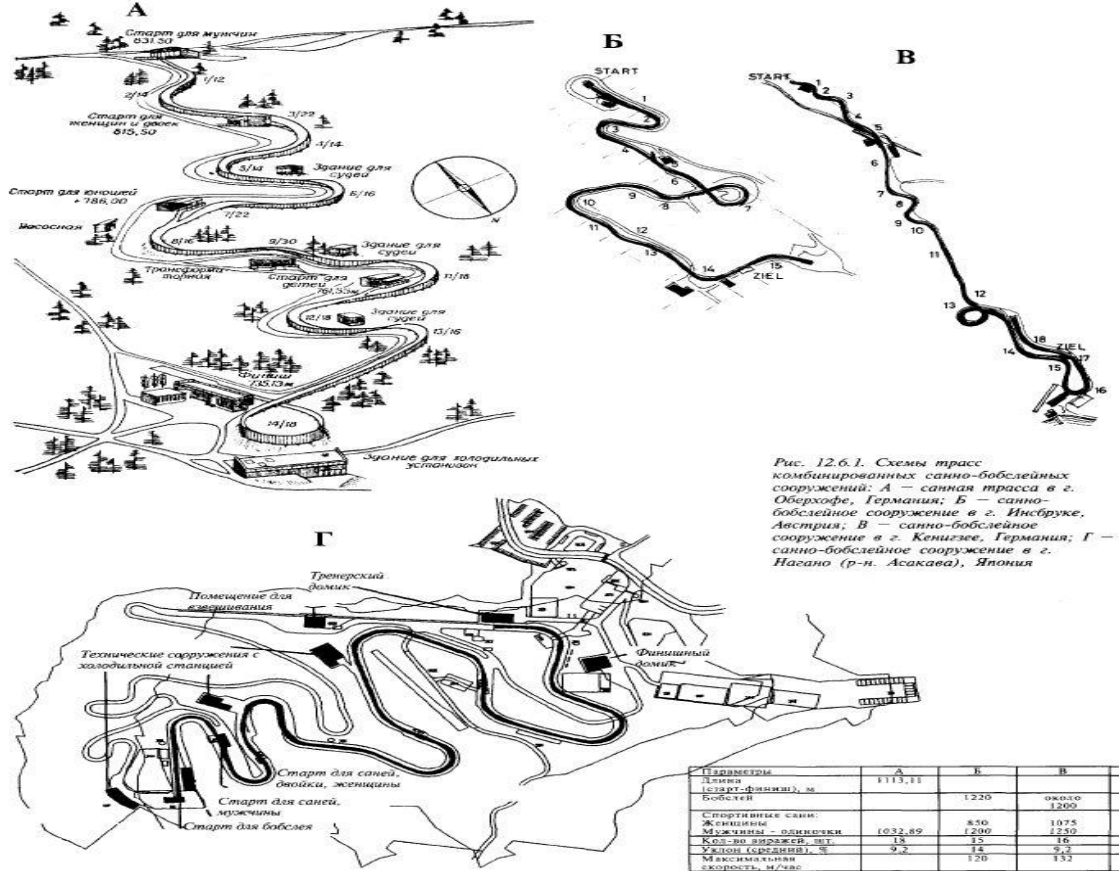 А
Старт для мужчин
831.50
1/12
2/14
3/22
Старт для
женщин и двоек
815,50
4/14
5/14
Здание для
судей
6/16
Старт для юношей
+ 786,00
7/22
Насосная
8/16
9/30
Здание для
судей
Трансформа
торная
Старт для
детей
11/18
12/18
Здание для
судей
13/16
Финиш
735,13м
14/18
Здание для холодильных
установок
N
Б
START
1
2
3
4
6
7
8
9
10
11
12
13
14
15
ZIEL
В
START
1
2
3
4
5
6
7
8
9
10
11
12
13
14
15
16
17
18
ZIEL
Рис. 12.6.1. Схемы трасс
комбинированных санно-бобслейных
сооружений: А — санная трасса в г.
Оберхофе, Германия; Б — санно-
бобслейное сооружение в г. Инсбруке,
Австрия; В — санно-бобслейное
сооружение в г. Кенигзее, Германия; Г —
санно-бобслейное сооружение в г.
Нагано (р-н. Асакава), Япония
Г
Тренерский
домик
Помещение для
взвешивания
Технические сооружения с
холодильной станцией
Финишный
домик
Старт для саней,
двойки, женщины
Старт для саней,
мужчины
Старт для бобслея
Параметры А Б В
Длина 1113,11
(старт-финиш), м
Бобслей 1220 около
1200
Спортивные сани:
Женщины 850 1075
Мужчины - одиночки 1032,89 1200 1250
Кол-во виражей, шт. 18 15 16
Уклон (средний), % 9,2 14 9,2
Максимальная 120 132
скорость, м/час